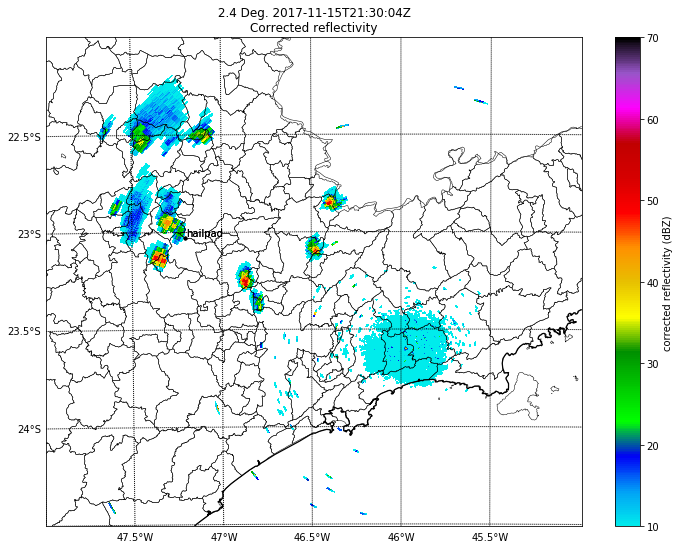 2.4 Deg. 2017-11-15T21:30:04Z
Corrected reflectivity
70
60
50
40
30
20
10
corrected reflectivity (dBZ)
22.5°S
23°S
23.5°S
24°S
hailpad
47.5°W
47°W
46.5°W
46°W
45.5°W